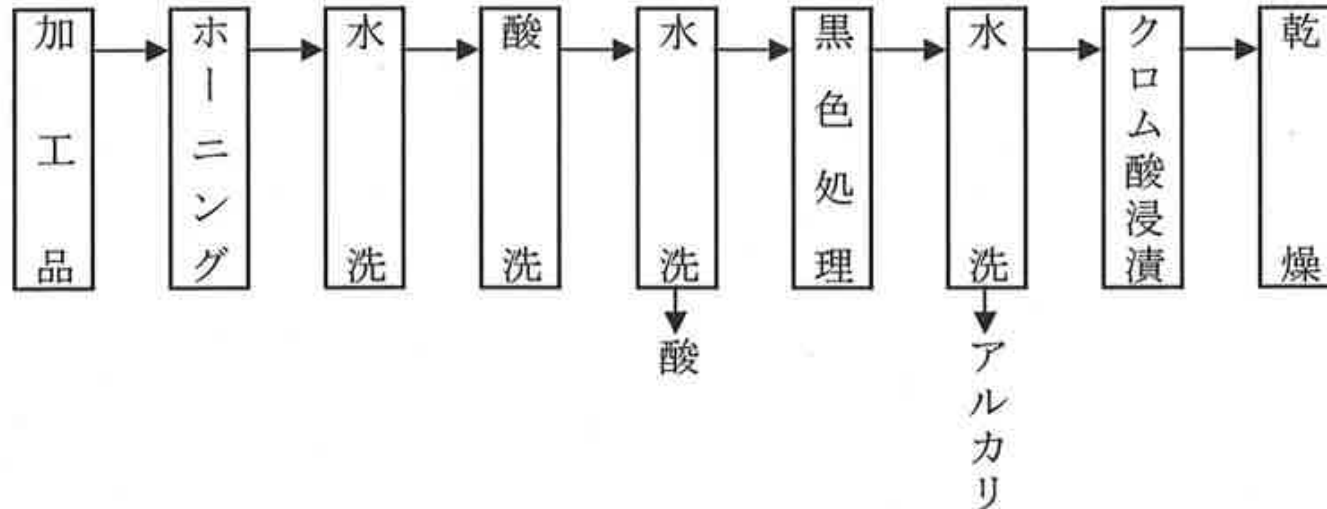 加工品
ホーニング
水洗
酸洗
水洗
黒色処理
水洗
クロム酸浸漬
乾燥
酸
アルカリ